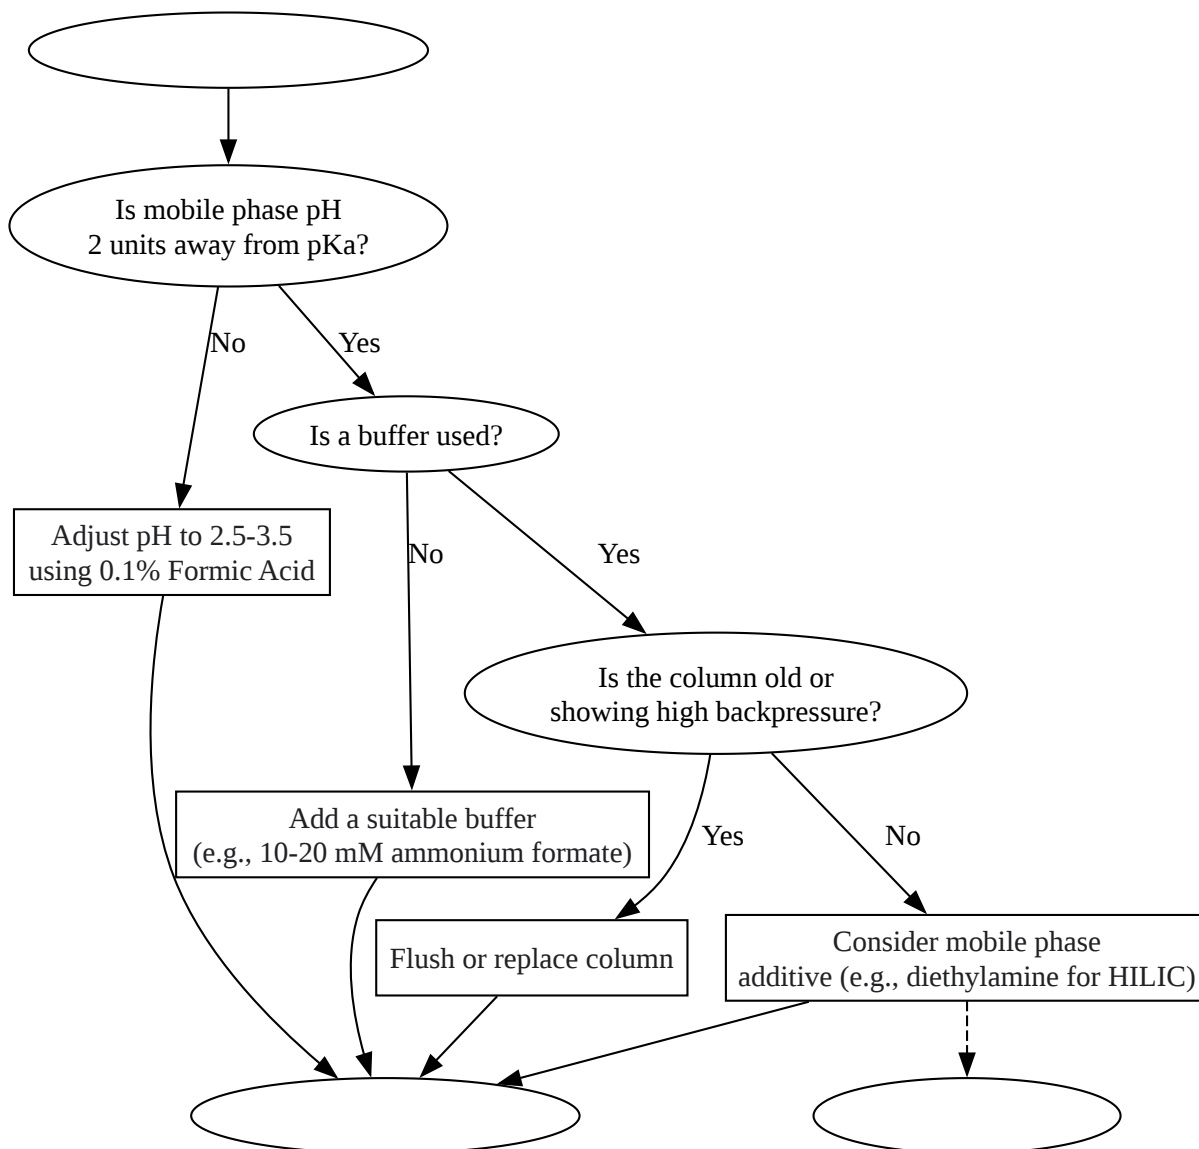 Is mobile phase pH
2 units away from pKa?
No
Yes
Is a buffer used?
Adjust pH to 2.5-3.5
using 0.1% Formic Acid
No
Yes
Is the column old or
showing high backpressure?
Add a suitable buffer
(e.g., 10-20 mM ammonium formate)
Yes
No
Flush or replace column
Consider mobile phase
additive (e.g., diethylamine for HILIC)